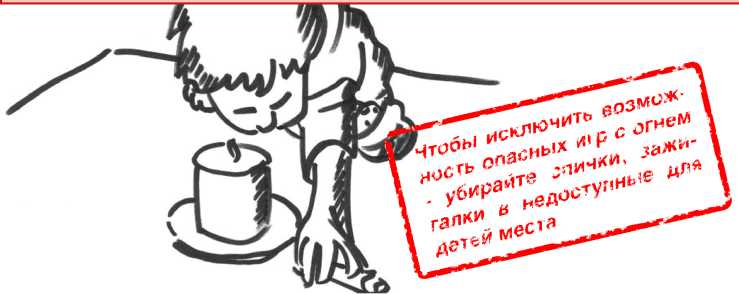 Чтобы исключить возмож-
ность опасных игр с огнем
- убирайте спички, зажи-
галки в недоступные для
детей места